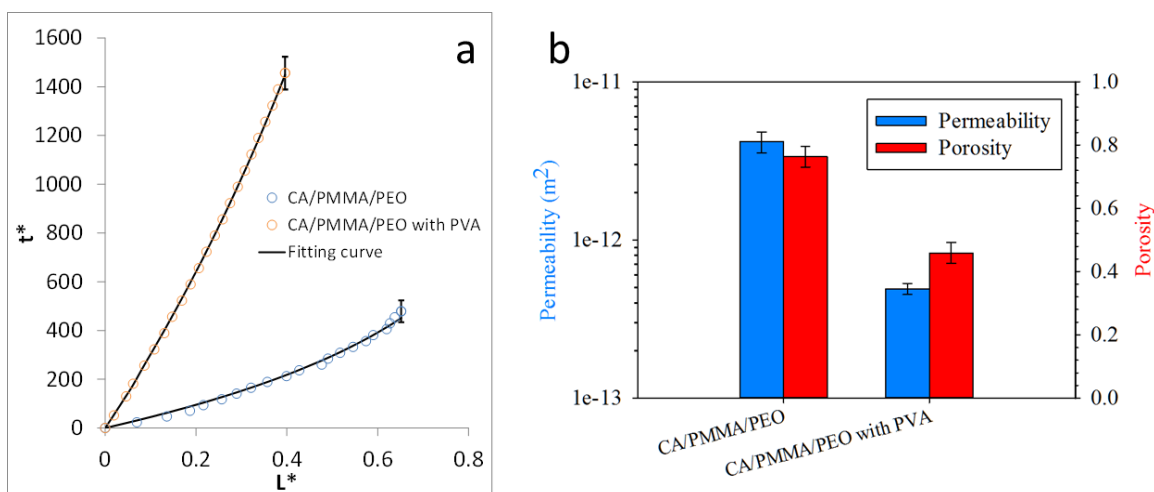 a
1600
1400
1200
1000
800
600
400
200
0
t*
CA/PMMA/PEO
CA/PMMA/PEO with PVA
Fitting curve
0 0.2 0.4 0.6 0.8
L*
b
1e-11
1e-12
1e-13
Permeability (m²)
Permeability
Porosity
1.0
0.8
0.6
0.4
0.2
0.0
Porosity
CA/PMMA/PEO
CA/PMMA/PEO with PVA